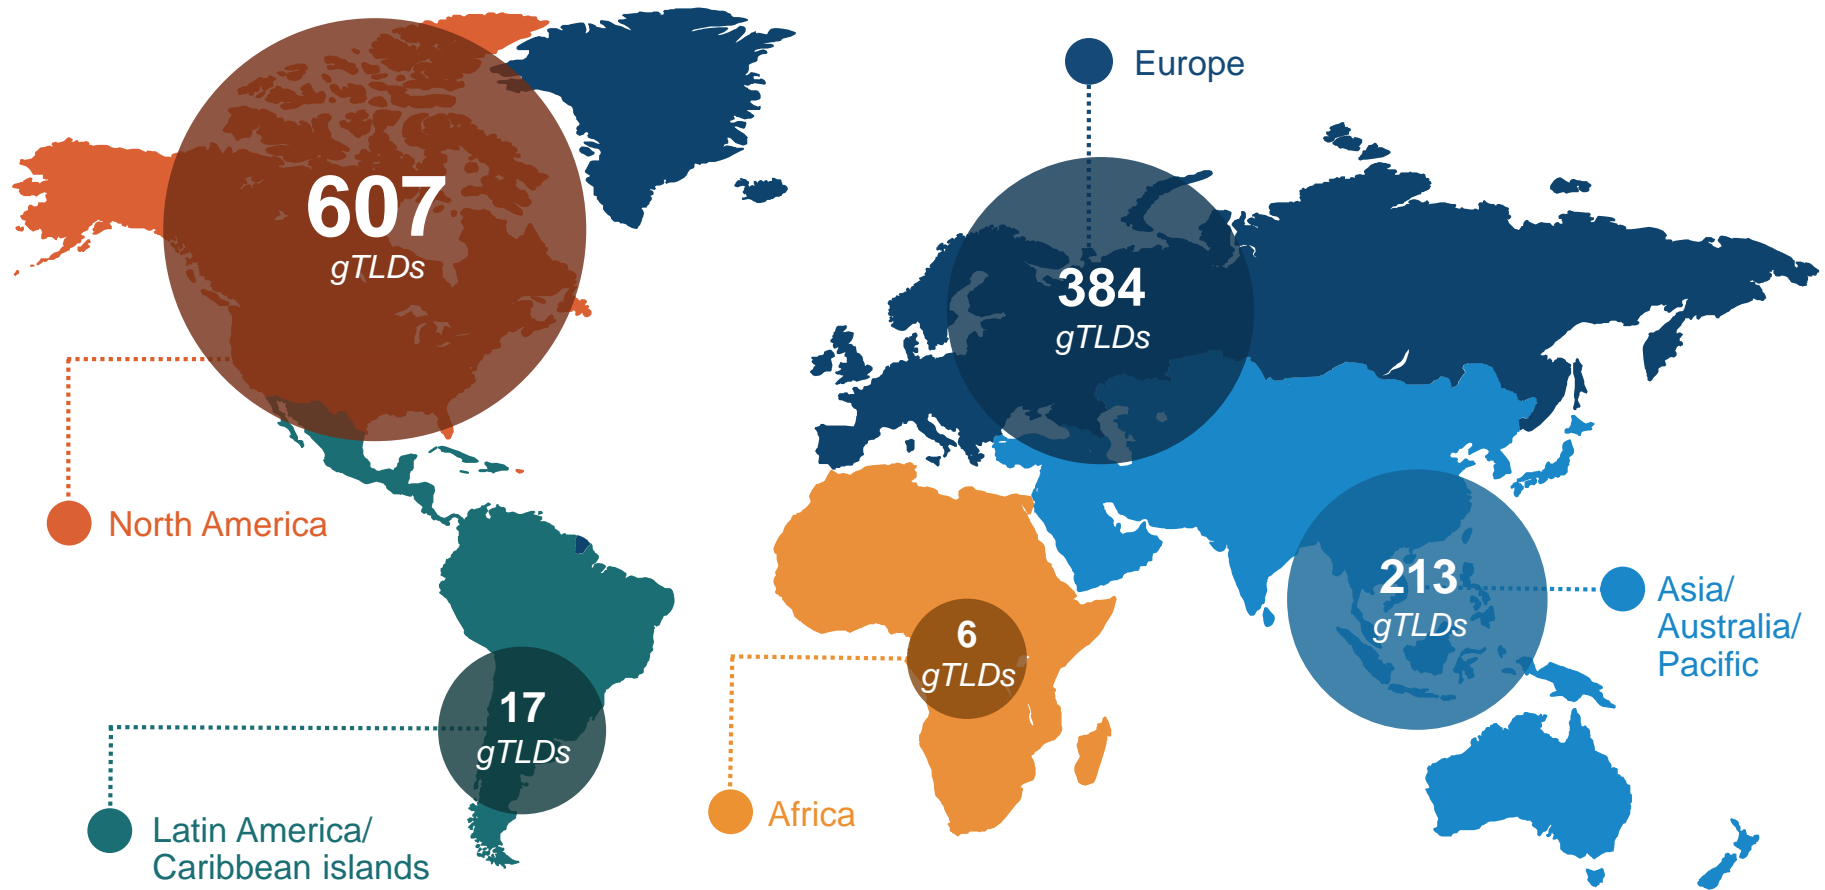 Europe
607
gTLDs
384
gTLDs
North America
213
gTLDs
Asia/
Australia/
Pacific
6
gTLDs
17
gTLDs
Africa
Latin America/
Caribbean islands